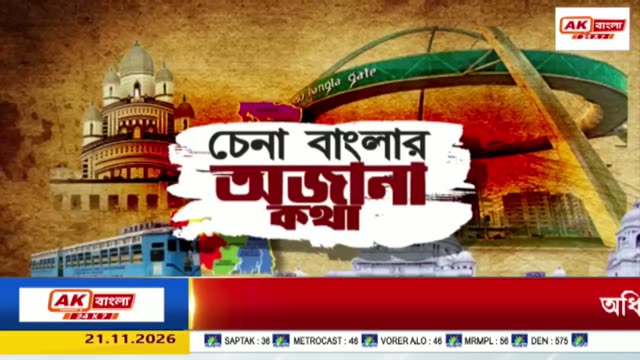 AK বাংলা
24X7
bangla gate
চেনা বাংলার
অজানা
কথা
AK বাংলা
24X7
অধি
21.11.2026
SAPTAK : 36 METROCAST : 46 VORER ALO : 46 MRMPL : 56 DEN : 575